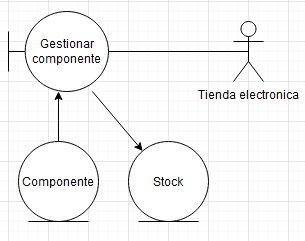 Gestionar
componente
Tienda electronica
Componente
Stock